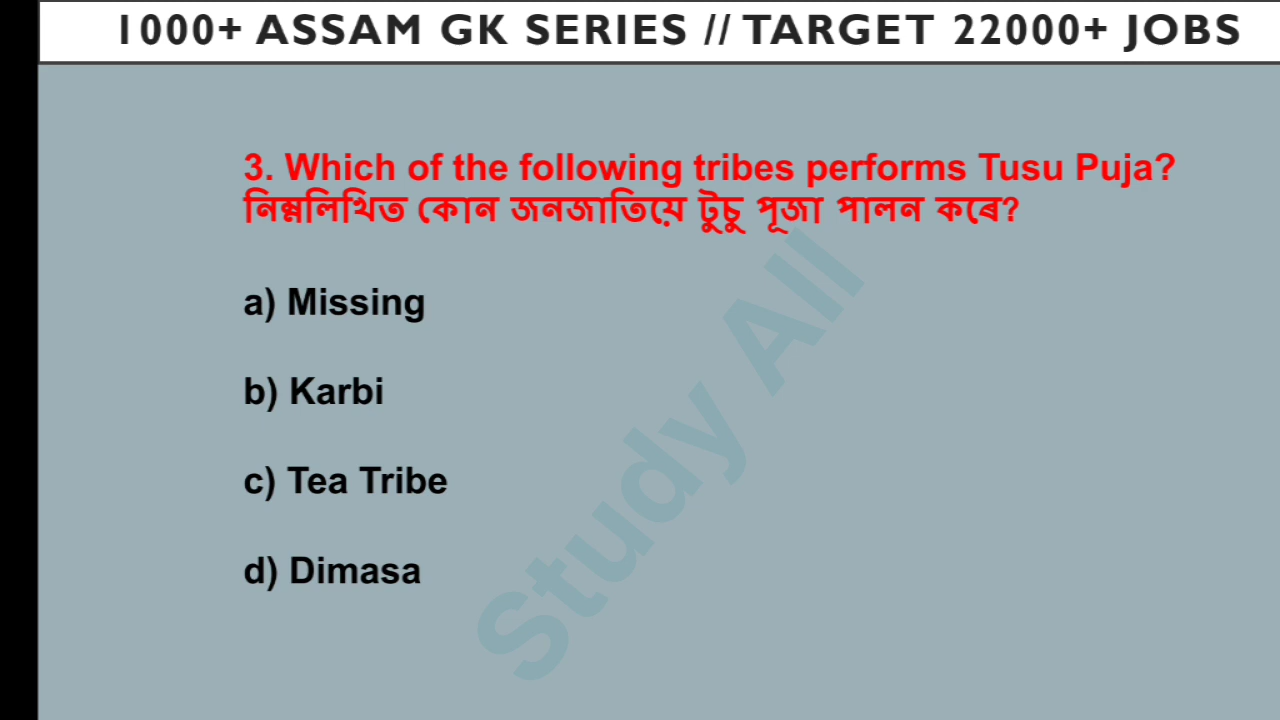 1000+ ASSAM GK SERIES // TARGET 22000+ JOBS
3. Which of the following tribes performs Tusu Puja?
নিম্নলিখিত কোন জনজাতিয়ে টুচু পূজা পালন কৰে?
a) Missing
b) Karbi
c) Tea Tribe
d) Dimasa
Study All